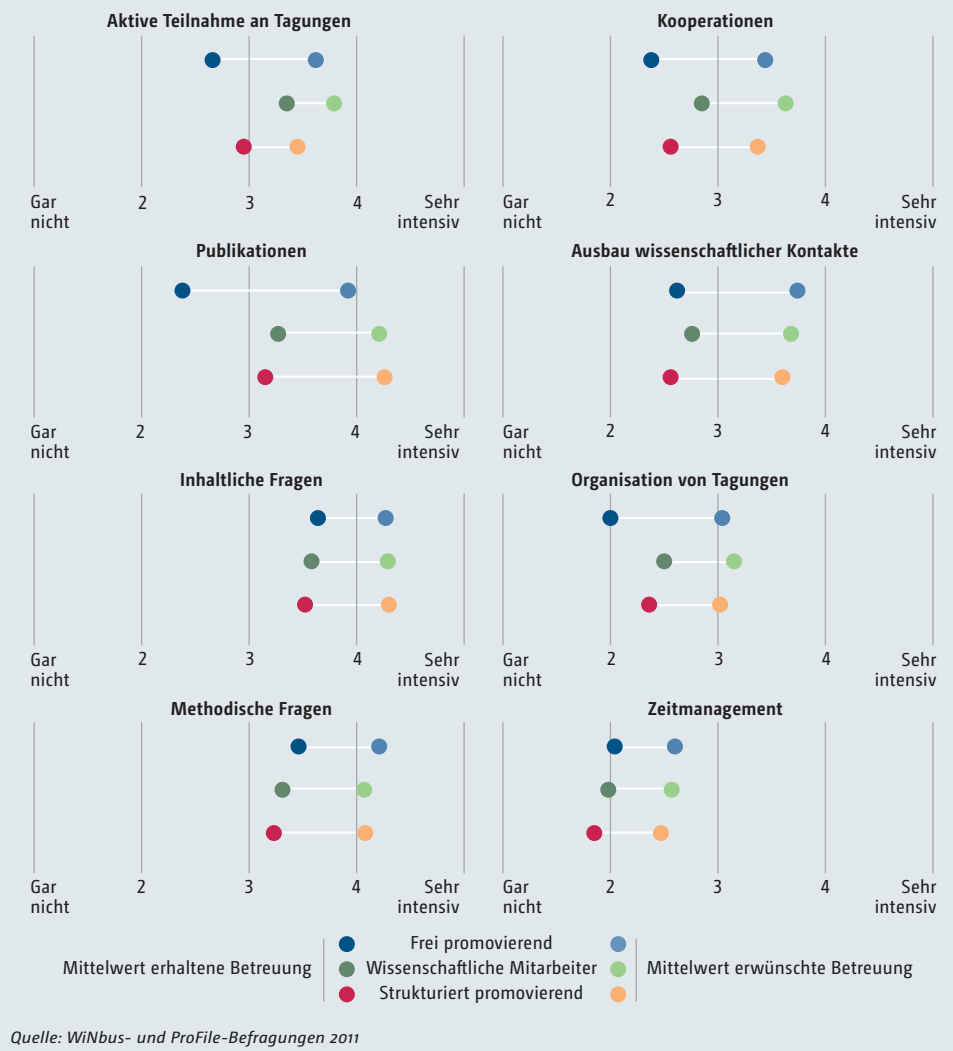 Aktive Teilnahme an Tagungen
Gar nicht 2 3 4 Sehr intensiv
Kooperationen
Gar nicht 2 3 4 Sehr intensiv
Publikationen
Gar nicht 2 3 4 Sehr intensiv
Ausbau wissenschaftlicher Kontakte
Gar nicht 2 3 4 Sehr intensiv
Inhaltliche Fragen
Gar nicht 2 3 4 Sehr intensiv
Organisation von Tagungen
Gar nicht 2 3 4 Sehr intensiv
Methodische Fragen
Gar nicht 2 3 4 Sehr intensiv
Zeitmanagement
Gar nicht 2 3 4 Sehr intensiv
Frei promovierend
Mittelwert erhaltene Betreuung Wissenschaftliche Mitarbeiter Mittelwert erwünschte Betreuung
Strukturiert promovierend
Quelle: WiNbus- und ProFile-Befragungen 2011